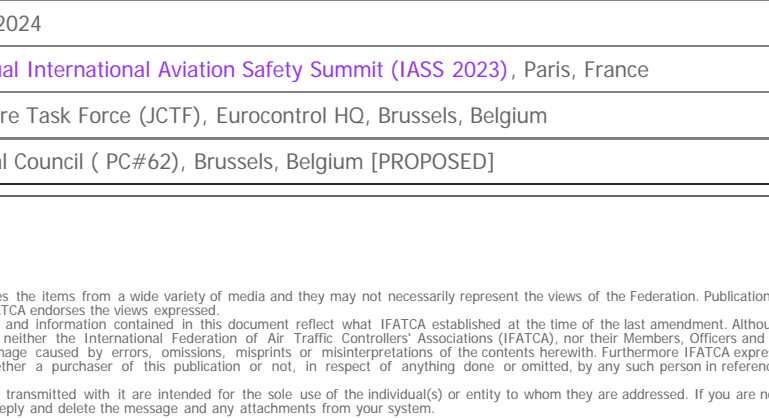 2024
al International Aviation Safety Summit (IASS 2023), Paris, France
re Task Force (JCTF), Eurocontrol HQ, Brussels, Belgium
l Council ( PC#62), Brussels, Belgium [PROPOSED]
es the items from a wide variety of media and they may not necessarily represent the views of the Federation. Publication
ATCA endorses the views expressed.
and information contained in this document reflect what IFATCA established at the time of the last amendment. Althou
neither the International Federation of Air Traffic Controllers' Associations (IFATCA), nor their Members, Officers and
mage caused by errors, omissions, misprints or misinterpretations of the contents herewith. Furthermore IFATCA expre
ether a purchaser of this publication or not, in respect of anything done or omitted, by any such person in referenc
transmitted with it are intended for the sole use of the individual(s) or entity to whom they are addressed. If you are no
eply and delete the message and any attachments from your system.